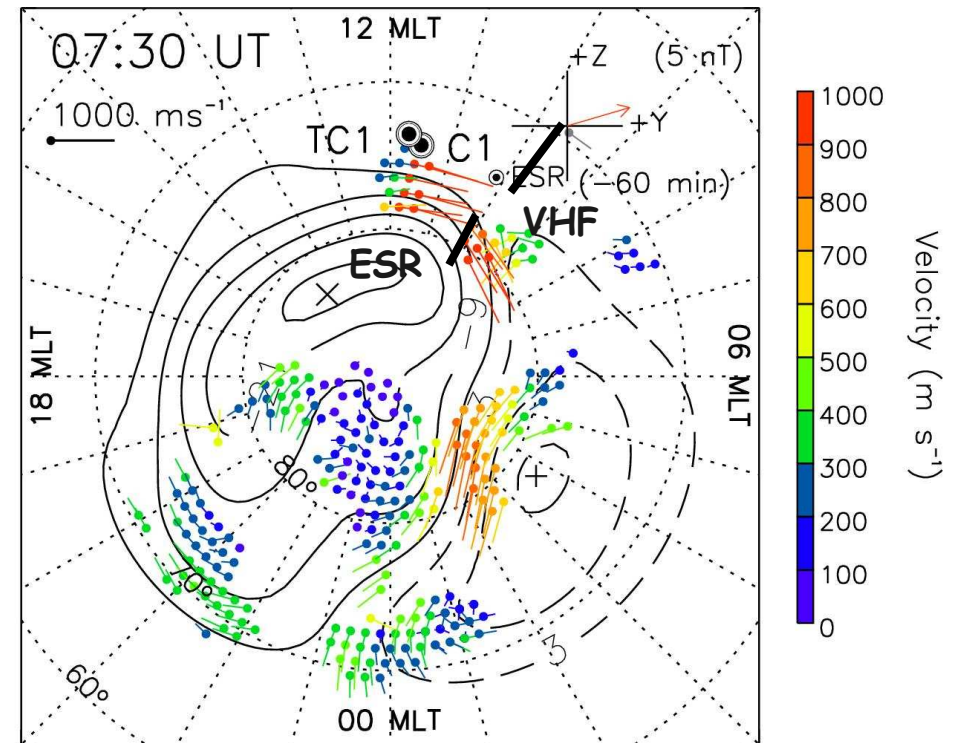 12 MLT
07:30 UT
+Z (5 nT)
1000 ms⁻¹
+Y
TC1 C1
ESR (−60 min)
VHF
ESR
−9
18 MLT
06 MLT
80°
70°
3
60°
00 MLT
1000
900
800
700
600
500
400
300
200
100
0
Velocity (m s⁻¹)